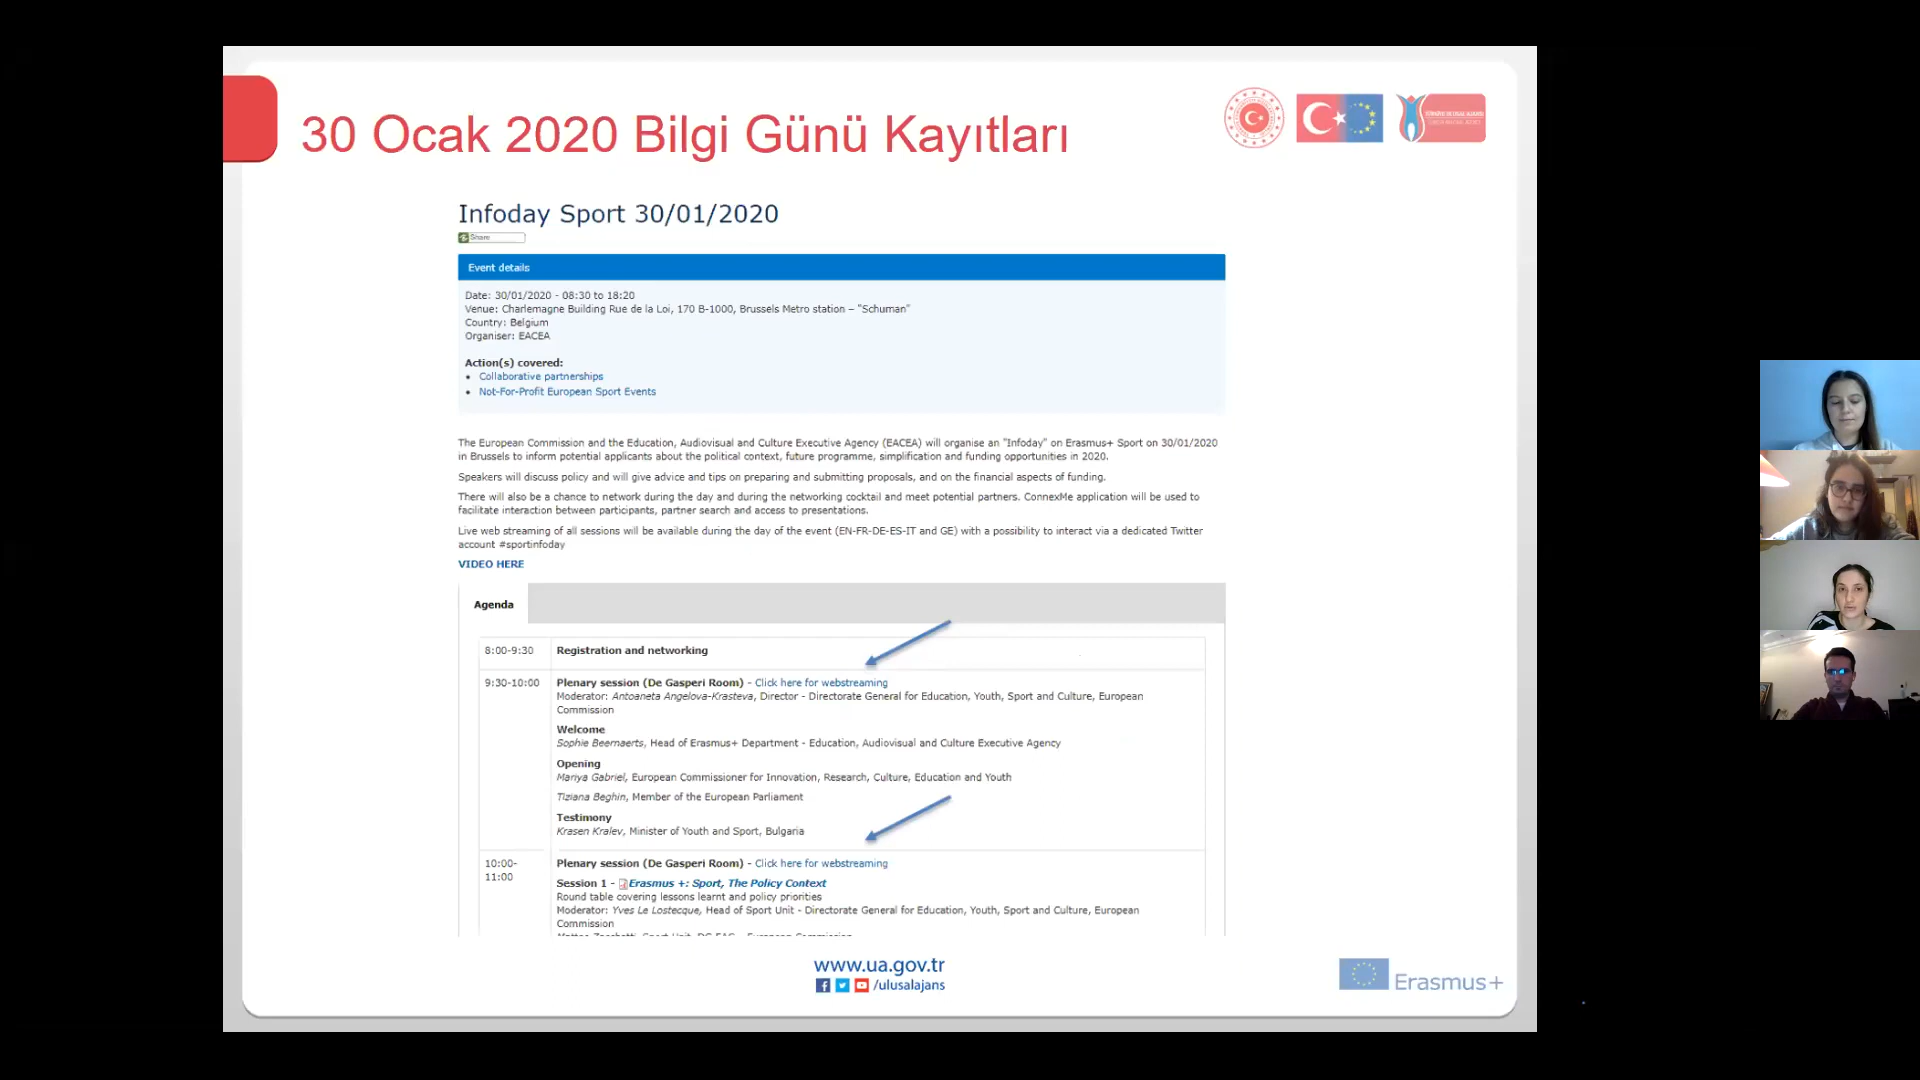 30 Ocak 2020 Bilgi Günü Kayıtları
Infoday Sport 30/01/2020
Share
Event details
Date: 30/01/2020 - 08:30 to 18:20
Venue: Charlemagne Building Rue de la Loi, 170 B-1000, Brussels Metro station – "Schuman"
Country: Belgium
Organiser: EACEA
Action(s) covered:
• Collaborative partnerships
• Not-For-Profit European Sport Events
The European Commission and the Education, Audiovisual and Culture Executive Agency (EACEA) will organise an "Infoday" on Erasmus+ Sport on 30/01/2020
in Brussels to inform potential applicants about the political context, future programme, simplification and funding opportunities in 2020.
Speakers will discuss policy and will give advice and tips on preparing and submitting proposals, and on the financial aspects of funding.
There will also be a chance to network during the day and during the networking cocktail and meet potential partners. ConnexMe application will be used to
facilitate interaction between participants, partner search and access to presentations.
Live web streaming of all sessions will be available during the day of the event (EN-FR-DE-ES-IT and GE) with a possibility to interact via a dedicated Twitter
account #sportinfoday
VIDEO HERE
Agenda
8:00-9:30 Registration and networking
9:30-10:00 Plenary session (De Gasperi Room) - Click here for webstreaming
Moderator: Antoaneta Angelova-Krasteva, Director - Directorate General for Education, Youth, Sport and Culture, European
Commission
Welcome
Sophie Beernaerts, Head of Erasmus+ Department - Education, Audiovisual and Culture Executive Agency
Opening
Mariya Gabriel, European Commissioner for Innovation, Research, Culture, Education and Youth
Tiziana Beghin, Member of the European Parliament
Testimony
Krasen Kralev, Minister of Youth and Sport, Bulgaria
10:00-
11:00
Plenary session (De Gasperi Room) - Click here for webstreaming
Session 1 - Erasmus +: Sport, The Policy Context
Round table covering lessons learnt and policy priorities
Moderator: Yves Le Lostecque, Head of Sport Unit - Directorate General for Education, Youth, Sport and Culture, European
Commission
www.ua.gov.tr
/ulusalajans
Erasmus+